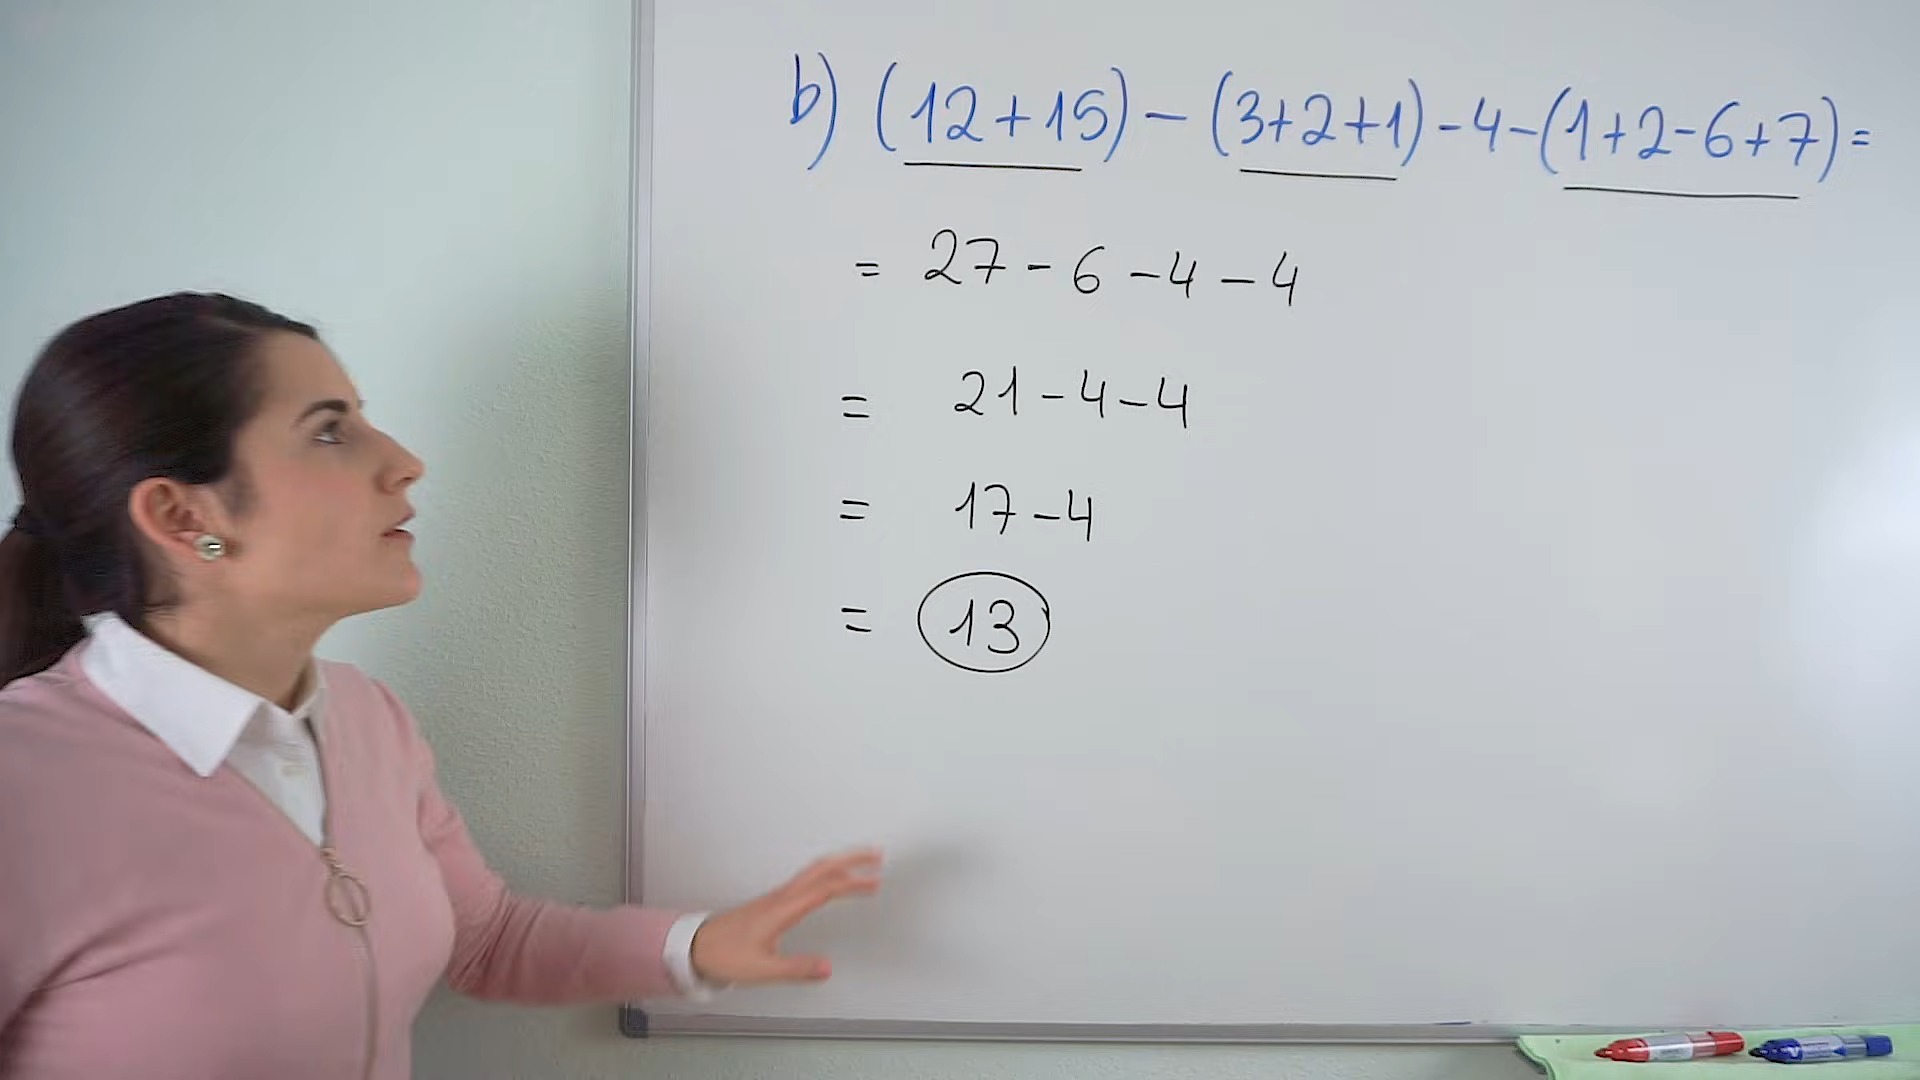 b) (12+15)-(3+2+1)-4-(1+2-6+7)=
= 27-6-4-4
= 21-4-4
= 17-4
= 13